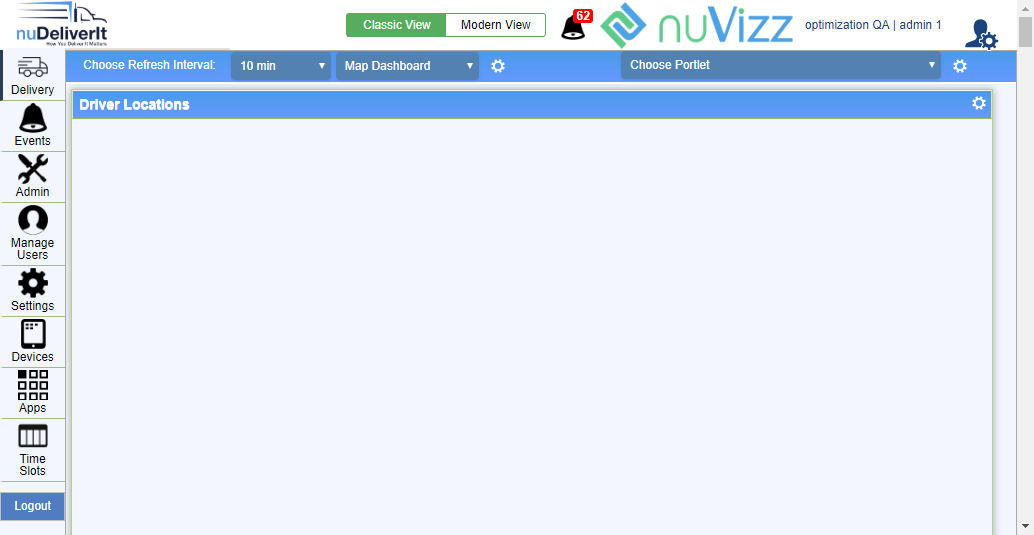 nuDeliverIt
How You Deliver It Matters
Classic View
Modern View
62
nuVizz
optimization QA | admin 1
Choose Refresh Interval:
10 min
Map Dashboard
Choose Portlet
Driver Locations
Delivery
Events
Admin
Manage
Users
Settings
Devices
Apps
Time
Slots
Logout